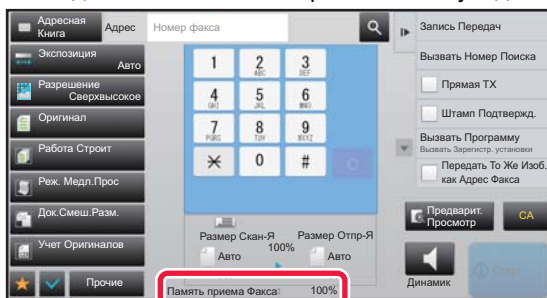 Адресная
Книга
Адрес
Номер факса
Экспозиция
Авто
Разрешение
Сверхвысокое
Оригинал
Работа Строит
Реж. Медл.Прос
Док.Смеш.Разм.
Учет Оригиналов
Прочие
1
2
ABC
3
DEF
4
GHI
5
JKL
6
MNO
7
PQRS
8
TUV
9
WXYZ
0
#
Размер Скан-Я
Размер Отпр-Я
100%
Авто
Авто
Память приема Факса:
100%
Запись Передач
Вызвать Номер Поиска
Прямая TX
Штамп Подтвержд.
Вызвать Программу
Вызвать Зарегистр. установки
Передать То Же Изоб.
как Адрес Факса
Предварит.
Просмотр
CA
Динамик
Старт